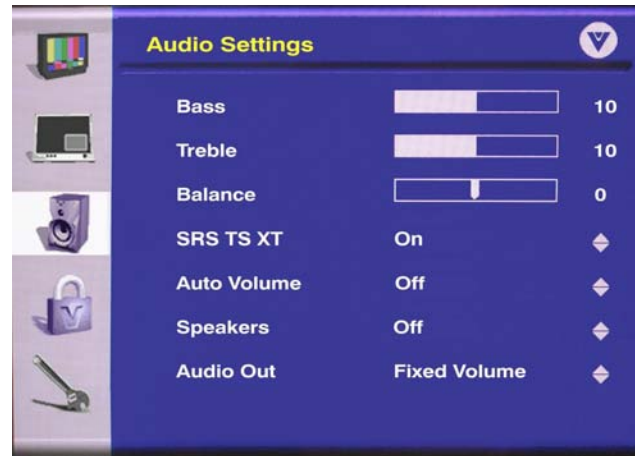 Audio Settings
V
Bass 10
Treble 10
Balance 0
SRS TS XT On
Auto Volume Off
Speakers Off
Audio Out Fixed Volume
V